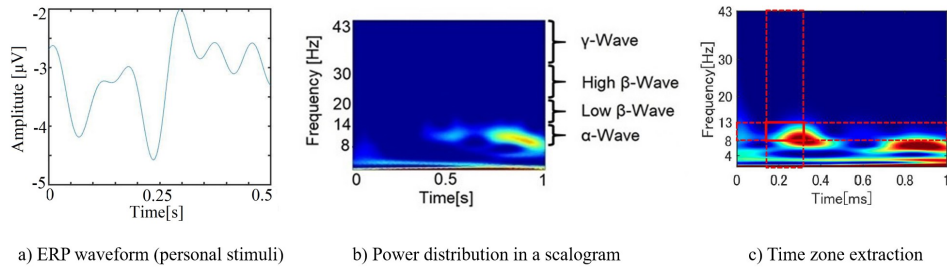 -2
-3
-4
-5
Amplitude [µV]
0
0.25
0.5
Time[s]
a) ERP waveform (personal stimuli)
43
30
20
14
8
Frequency [Hz]
0
0.5
1
Time[s]
γ-Wave
High β-Wave
Low β-Wave
α-Wave
b) Power distribution in a scalogram
43
30
20
13
8
4
Frequency[Hz]
0
0.2
0.4
0.6
0.8
1
Time[ms]
c) Time zone extraction